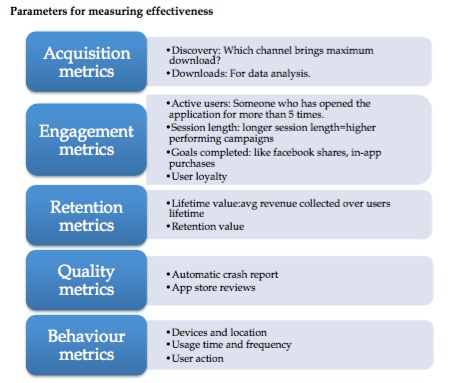 Parameters for measuring effectiveness
Acquisition
metrics
•Discovery: Which channel brings maximum
download?
•Downloads: For data analysis.
Engagement
metrics
•Active users: Someone who has opened the
application for more than 5 times.
•Session length: longer session length=higher
performing campaigns
•Goals completed: like facebook shares, in-app
purchases
•User loyalty
Retention
metrics
•Lifetime value:avg revenue collected over users
lifetime
•Retention value
Quality
metrics
•Automatic crash report
•App store reviews
Behaviour
metrics
•Devices and location
•Usage time and frequency
•User action